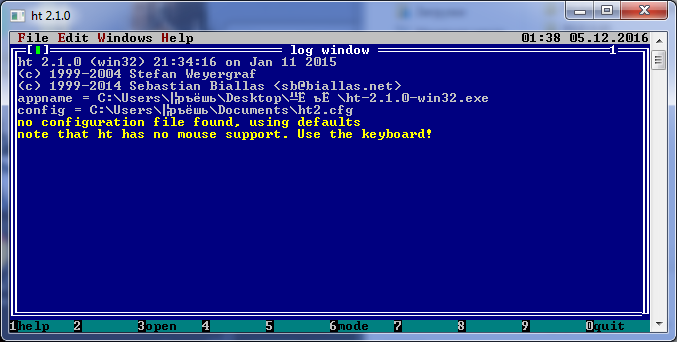 ht 2.1.0
File Edit Windows Help 01:38 05.12.2016
[■] log window 1
ht 2.1.0 (win32) 21:34:16 on Jan 11 2015
(c) 1999-2004 Stefan Weyergraf
(c) 1999-2014 Sebastian Biallas <sb@biallas.net>
appname = C:\Users\ \Desktop\ \ht-2.1.0-win32.exe
config = C:\Users\ \Documents\ht2.cfg
no configuration file found, using defaults
note that ht has no mouse support. Use the keyboard!
1help 2 3open 4 5 6mode 7 8 9 0quit